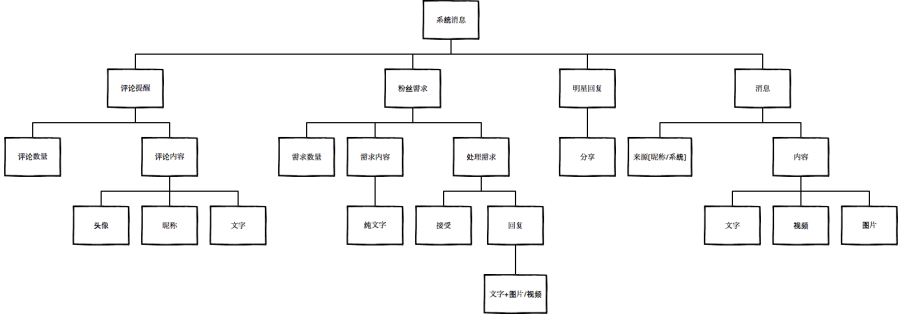 系统消息
评论提醒
粉丝需求
明星回复
消息
评论数量
评论内容
需求数量
需求内容
处理需求
分享
来源[昵称/系统]
内容
头像
昵称
文字
纯文字
接受
回复
文字
视频
图片
文字+图片/视频